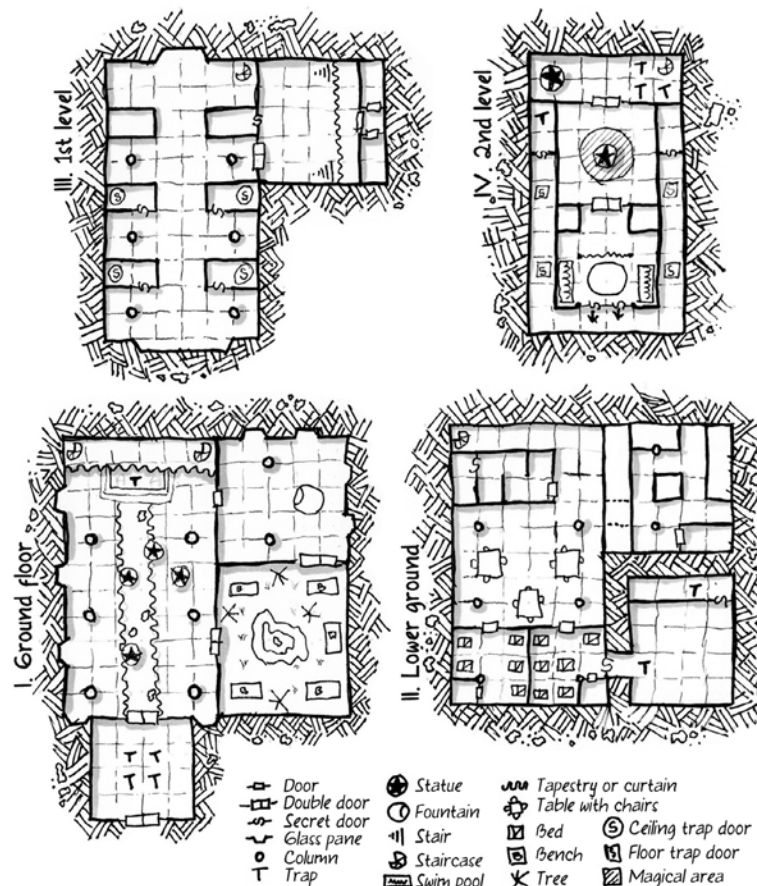 III. 1st level
IV. 2nd level
I. Ground floor
II. Lower ground
T
T
T
T
T
T
S
S
S
S
S
S
S
S
T
T
T
T
T
T
T
B
B
B
B
B
Door
Double door
Secret door
Glass pane
Column
T Trap
Statue
Fountain
Stair
Staircase
Swim pool
Tapestry or curtain
Table with chairs
Bed
B Bench
Tree
S Ceiling trap door
S Floor trap door
Magical area